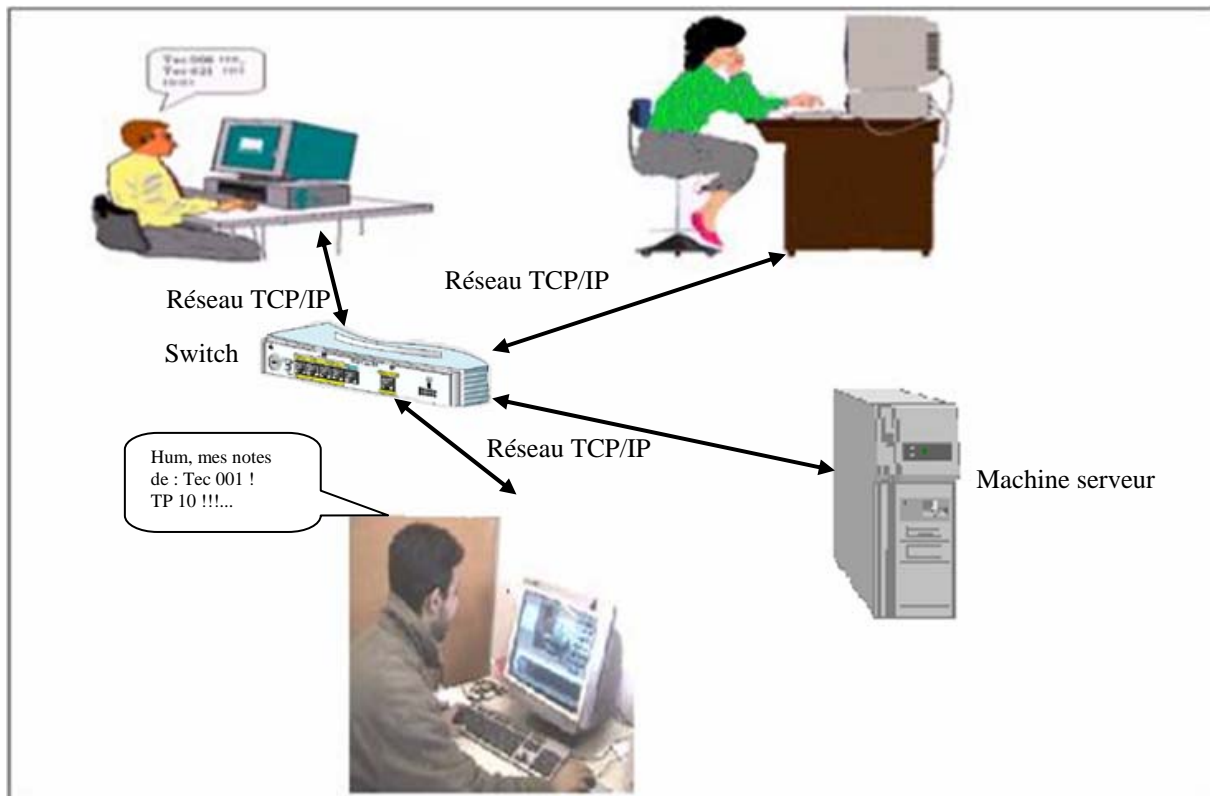 Réseau TCP/IP
Réseau TCP/IP
Switch
Réseau TCP/IP
Hum, mes notes
de : Tec 001 !
TP 10 !!!...
Machine serveur